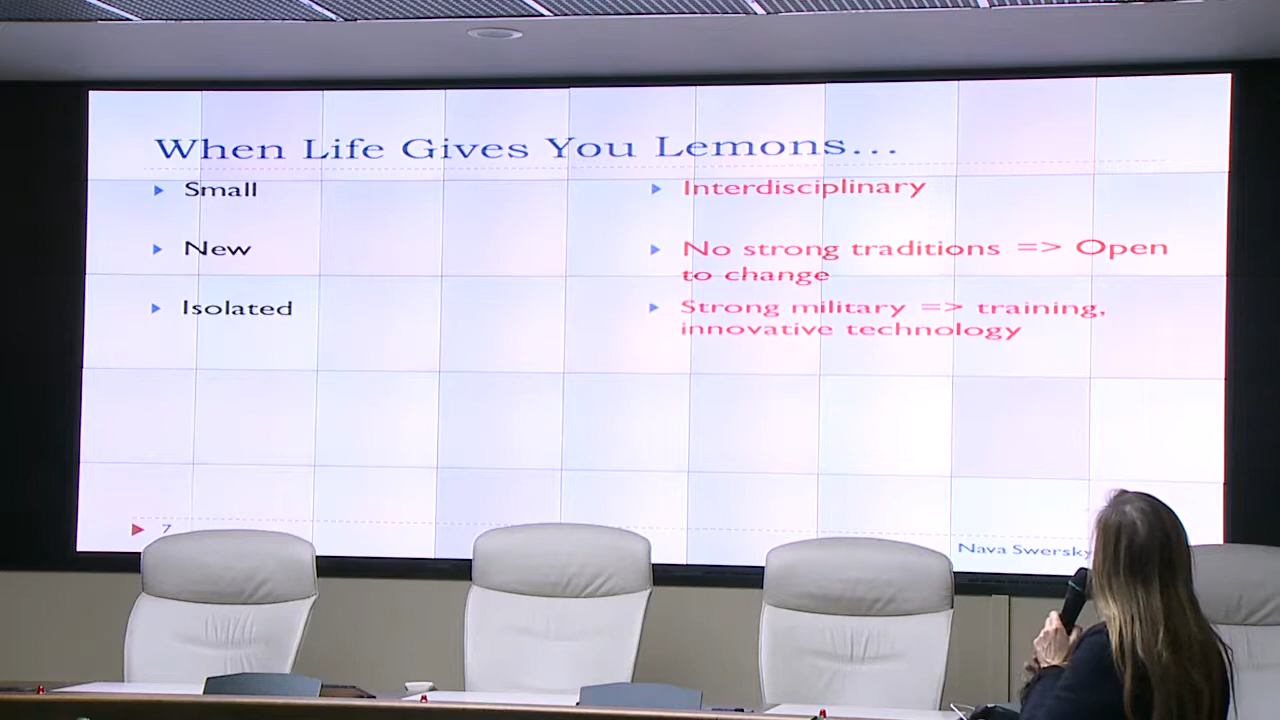 When Life Gives You Lemons...
Small
Interdisciplinary
New
No strong traditions => Open
to change
Isolated
Strong military => training,
innovative technology
7
Nava Swersky